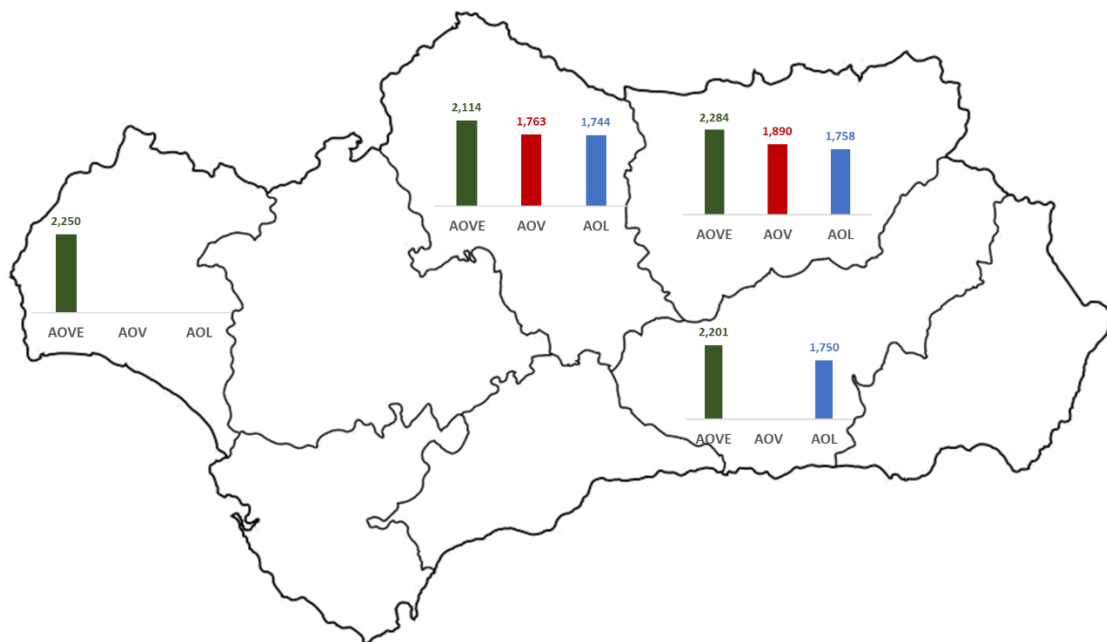 2,114
1,763
1,744
AOVE AOV AOL
2,284
1,890
1,758
AOVE AOV AOL
2,250
AOVE AOV AOL
2,201
1,750
AOVE AOV AOL